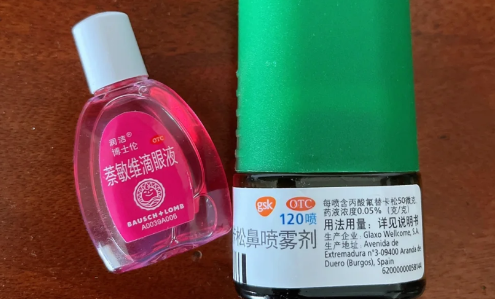 润洁®
博士伦
OTC
萘敏维滴眼液
BAUSCH+LOMB
A0039A006
gsk
OTC
120喷
松鼻喷雾剂
每喷含丙酸氟替卡松50微克,
药液浓度0.05% (g/g)
用法用量:详见说明书
生产企业: Glaxo Wellcome, S.A.
生产地址: Avenida de
Extremadura n°3-09400 Aranda de
Duero (Burgos), Spain